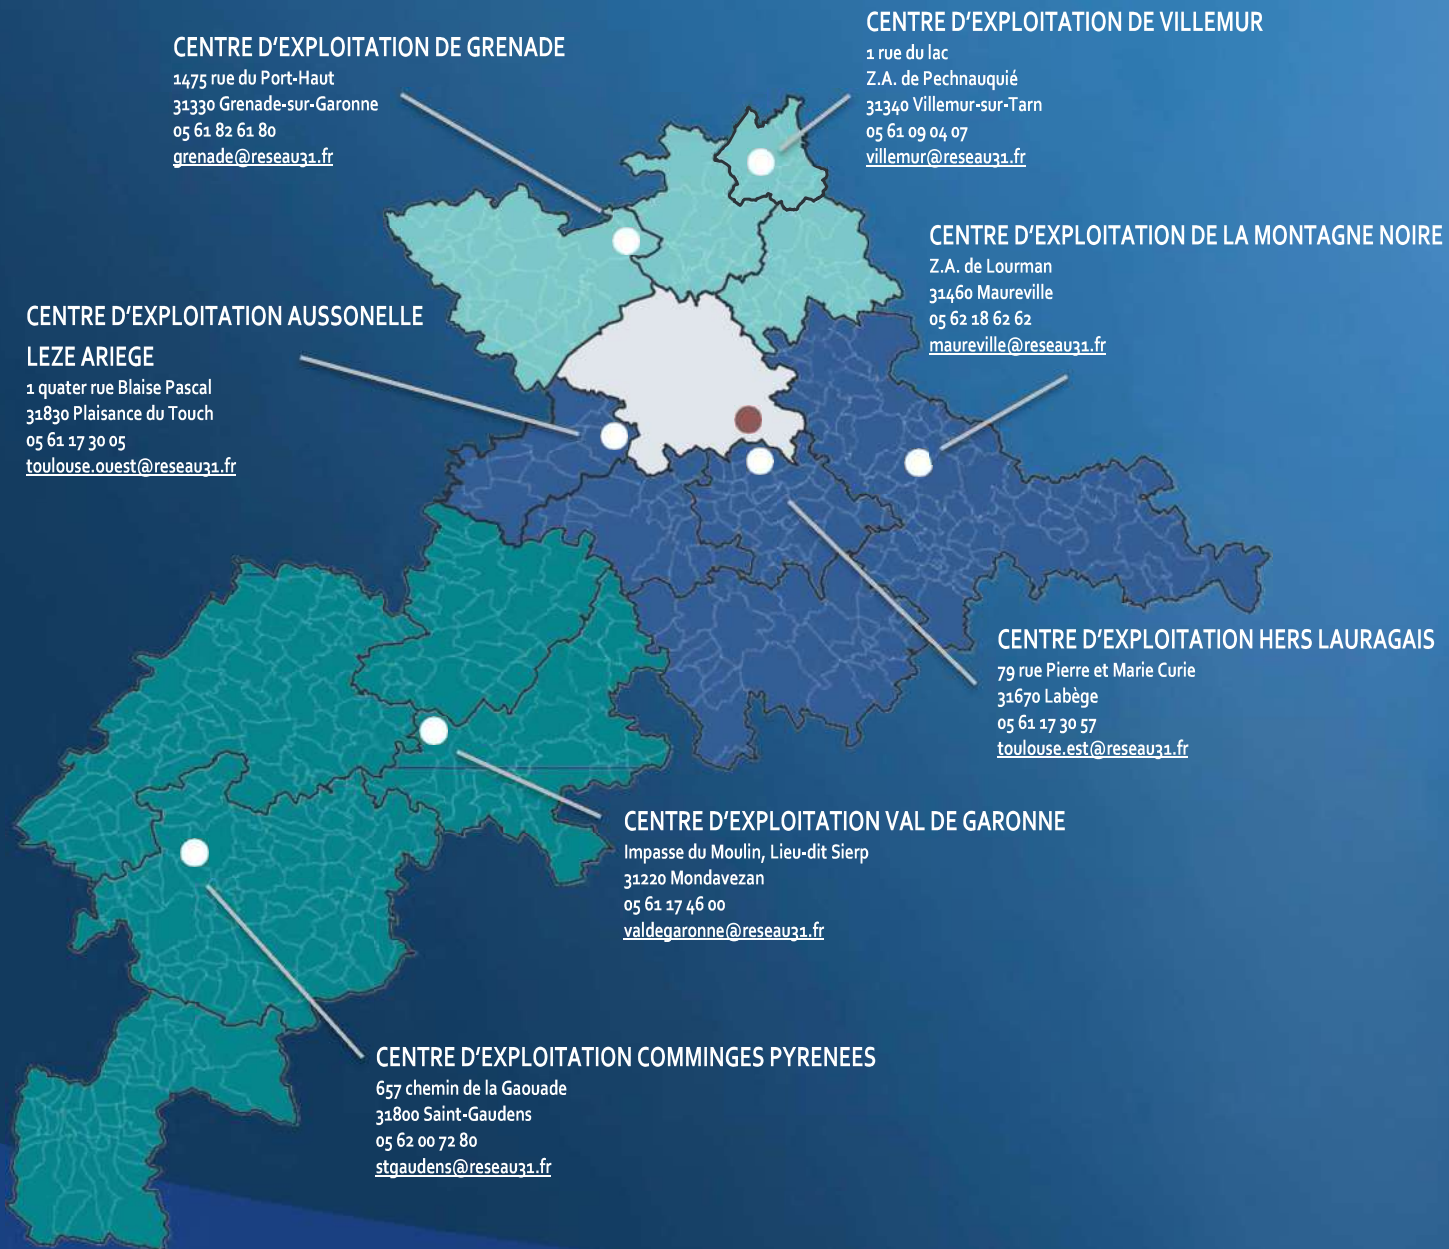 CENTRE D'EXPLOITATION DE GRENADE
1475 rue du Port-Haut
31330 Grenade-sur-Garonne
05 61 82 61 80
grenade@reseau31.fr
CENTRE D'EXPLOITATION DE VILLEMUR
1 rue du lac
Z.A. de Pechnauquié
31340 Villemur-sur-Tarn
05 61 09 04 07
villemur@reseau31.fr
CENTRE D'EXPLOITATION DE LA MONTAGNE NOIRE
Z.A. de Lourman
31460 Maureville
05 62 18 62 62
maureville@reseau31.fr
CENTRE D'EXPLOITATION AUSSONELLE
LEZE ARIEGE
1 quater rue Blaise Pascal
31830 Plaisance du Touch
05 61 17 30 05
toulouse.ouest@reseau31.fr
CENTRE D'EXPLOITATION HERS LAURAGAIS
79 rue Pierre et Marie Curie
31670 Labège
05 61 17 30 57
toulouse.est@reseau31.fr
CENTRE D'EXPLOITATION VAL DE GARONNE
Impasse du Moulin, Lieu-dit Sierp
31220 Mondavezan
05 61 17 46 00
valdegaronne@reseau31.fr
CENTRE D'EXPLOITATION COMMINGES PYRENEES
657 chemin de la Gaouade
31800 Saint-Gaudens
05 62 00 72 80
stgaudens@reseau31.fr